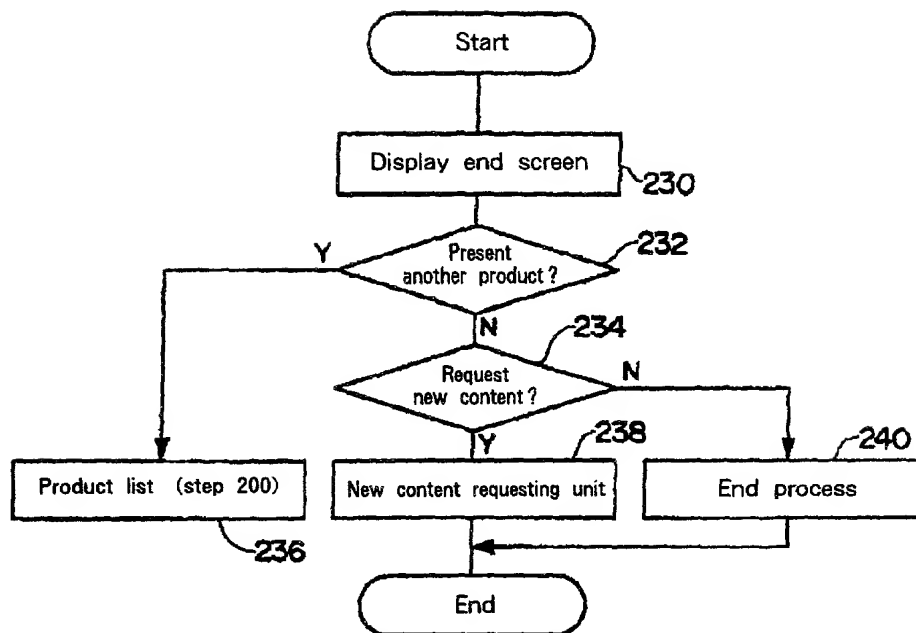 Start
Display end screen
230
Present
another product?
232
Y
N
234
Request
new content?
N
Y
238
240
Product list (step 200)
New content requesting unit
End process
236
End